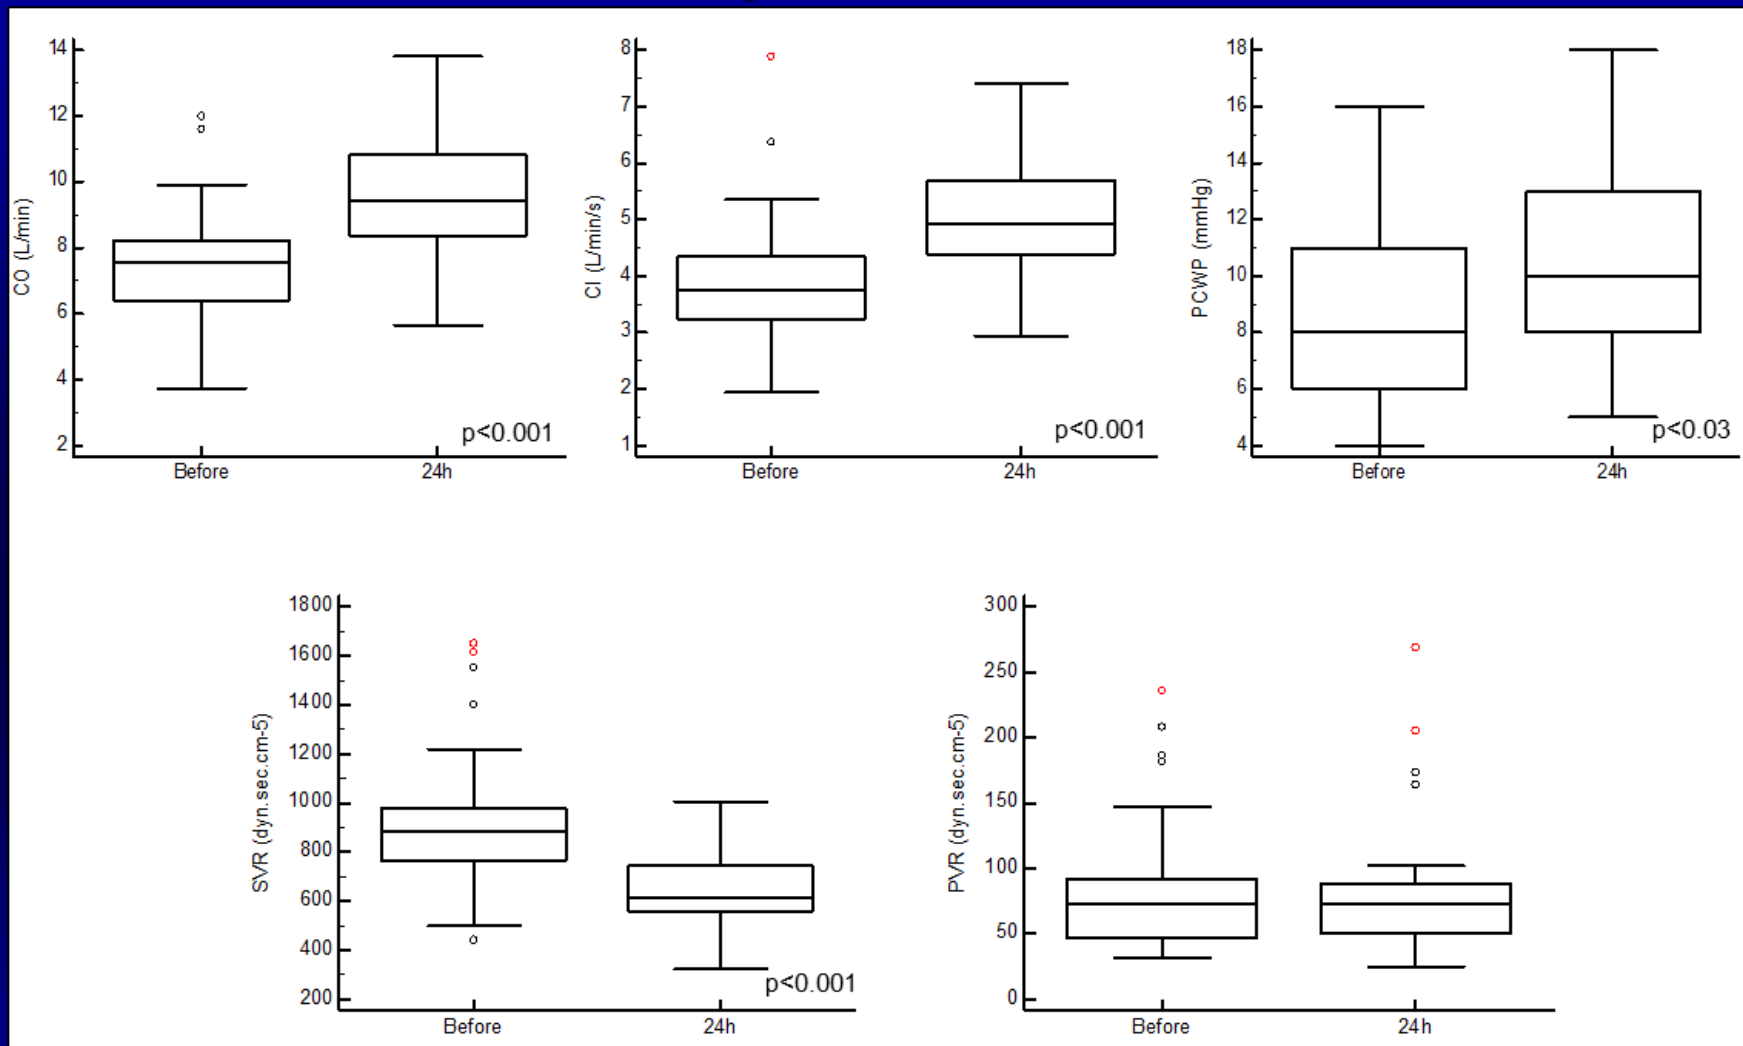 CO (L/min)
14
12
10
8
6
4
2
Before
24h
p<0.001
CI (L/min/s)
8
7
6
5
4
3
2
1
Before
24h
p<0.001
PCWP (mmHg)
18
16
14
12
10
8
6
4
Before
24h
p<0.03
SVR (dyn.sec.cm-5)
1800
1600
1400
1200
1000
800
600
400
200
Before
24h
p<0.001
PVR (dyn.sec.cm-5)
300
250
200
150
100
50
0
Before
24h